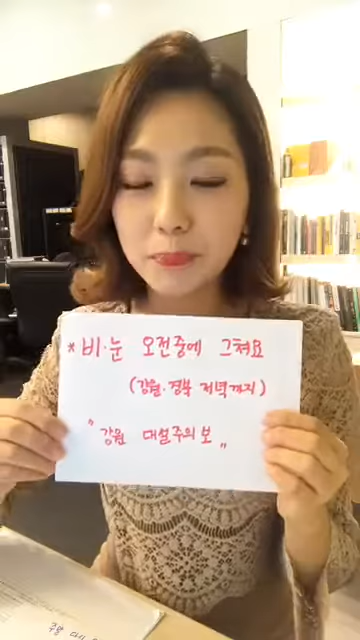 *비·눈 오전중에 그쳐요
(강원·경북 저녁까지)
"강원 대설주의보"